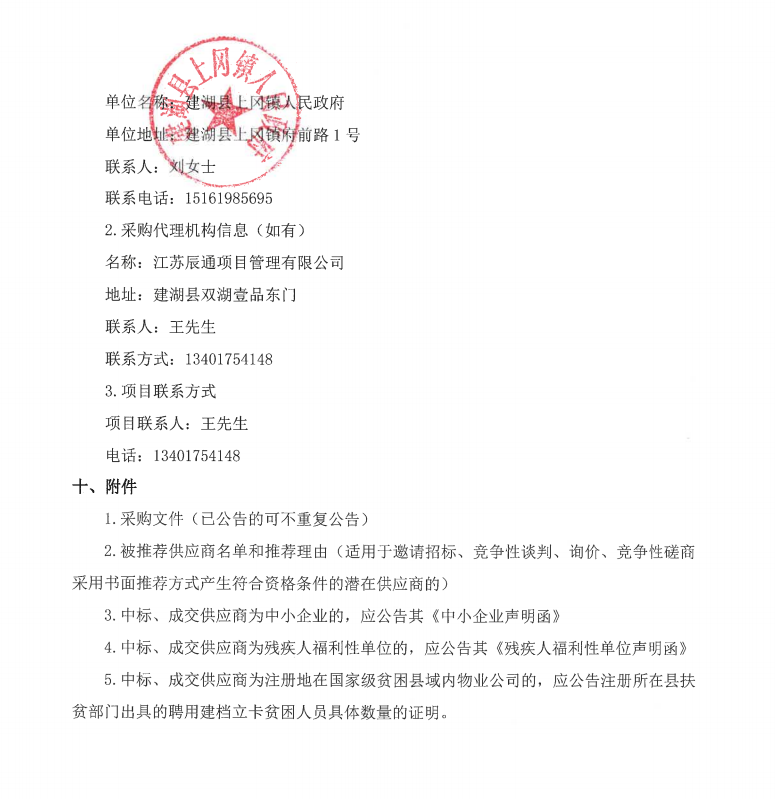 建湖县上冈镇人民政府
单位名称：建湖县上冈镇人民政府
单位地址：建湖县上冈镇府前路 1 号
联系人：刘女士
联系电话：15161985695
2.采购代理机构信息（如有）
名称：江苏辰通项目管理有限公司
地址：建湖县双湖壹品东门
联系人：王先生
联系方式：13401754148
3.项目联系方式
项目联系人：王先生
电话：13401754148
十、附件
1.采购文件（已公告的可不重复公告）
2.被推荐供应商名单和推荐理由（适用于邀请招标、竞争性谈判、询价、竞争性磋商
采用书面推荐方式产生符合资格条件的潜在供应商的）
3.中标、成交供应商为中小企业的，应公告其《中小企业声明函》
4.中标、成交供应商为残疾人福利性单位的，应公告其《残疾人福利性单位声明函》
5.中标、成交供应商为注册地在国家级贫困县域内物业公司的，应公告注册所在县扶
贫部门出具的聘用建档立卡贫困人员具体数量的证明。